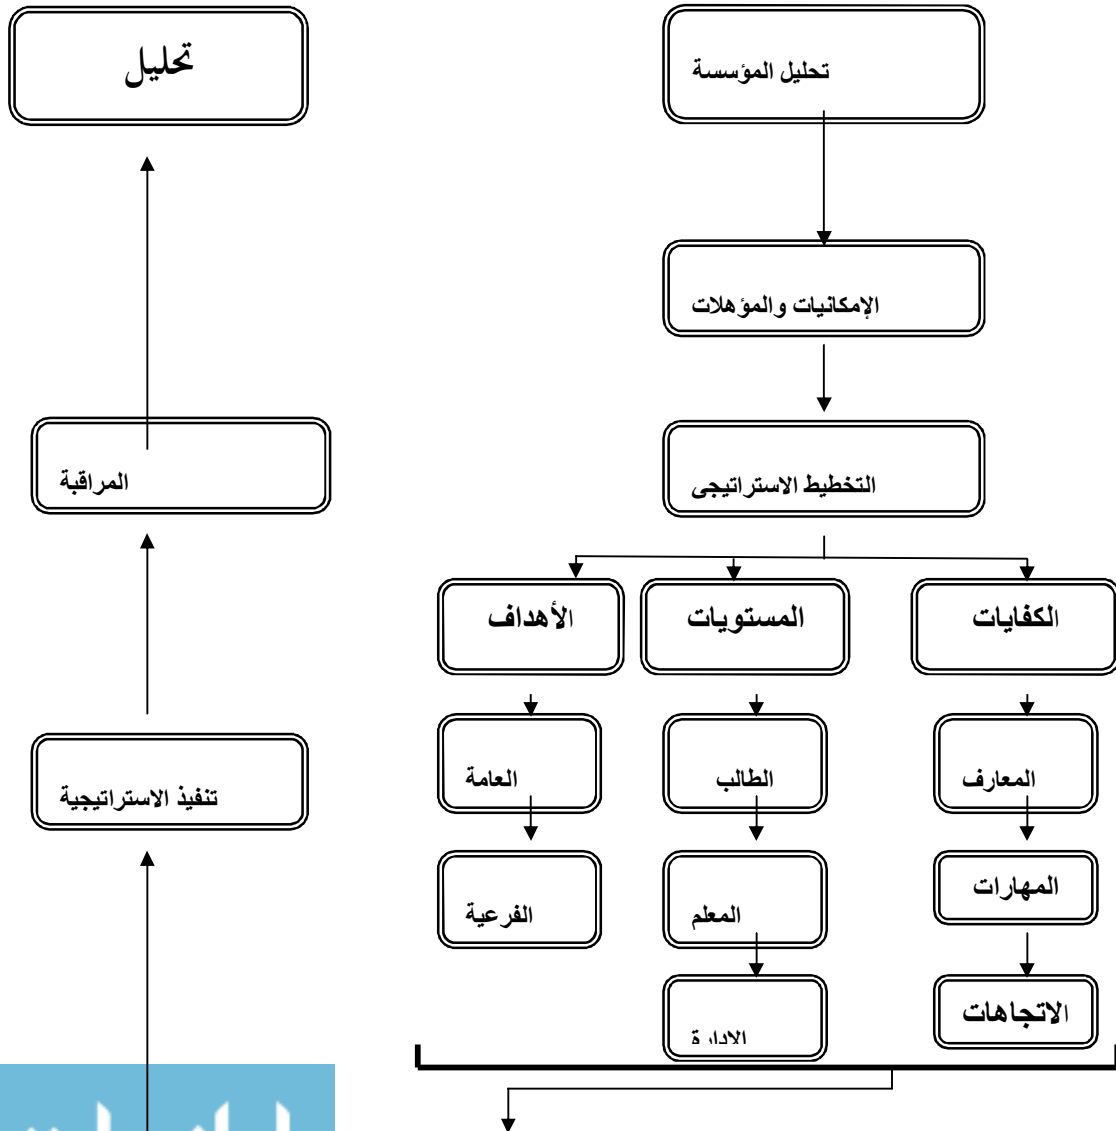 تحليل المؤسسة
تحليل
الإمكانيات والمؤهلات
التخطيط الاستراتيجى
المراقبة
الكفايات
المستويات
الأهداف
المعارف
الطالب
العامة
تنفيذ الاستراتيجية
المهارات
المعلم
الفرعية
الاتجاهات
الادارة